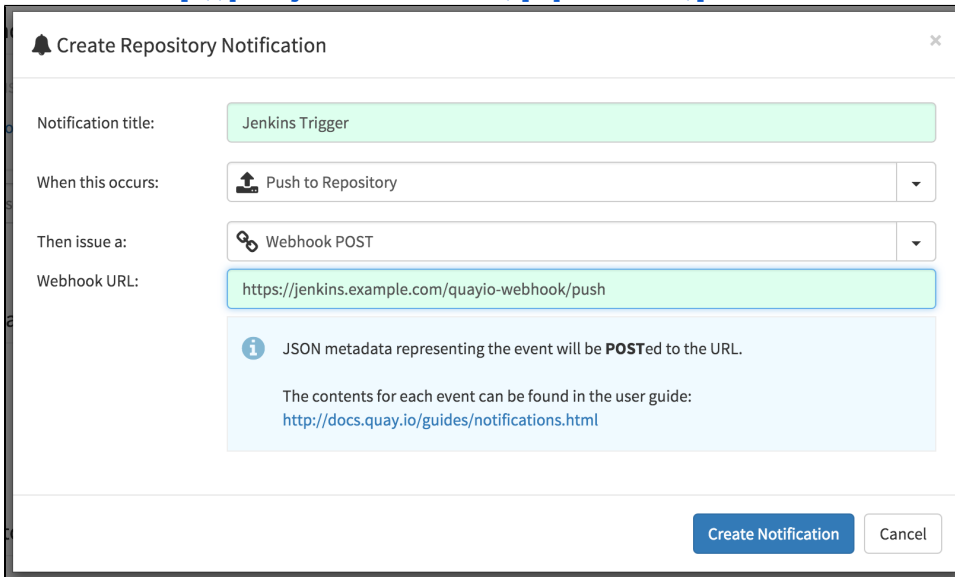 Create Repository Notification
×
Notification title:
Jenkins Trigger
When this occurs:
Push to Repository
Then issue a:
Webhook POST
Webhook URL:
https://jenkins.example.com/quayio-webhook/push
JSON metadata representing the event will be POSTed to the URL.
The contents for each event can be found in the user guide:
http://docs.quay.io/guides/notifications.html
Create Notification
Cancel